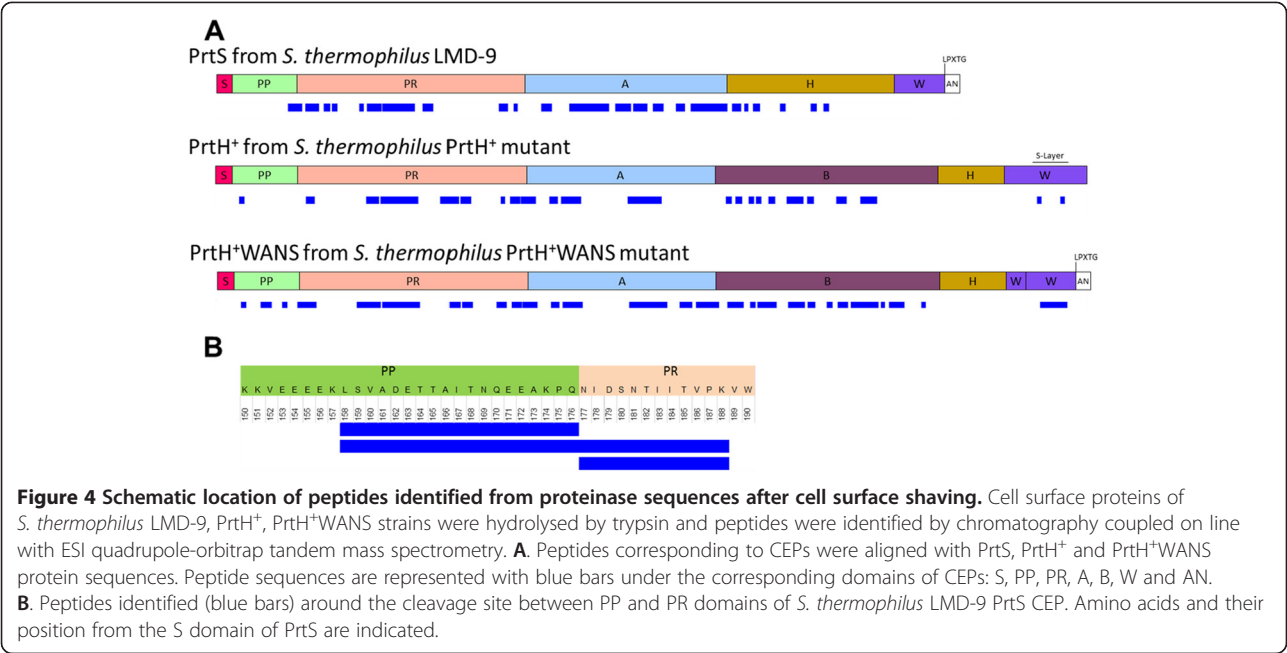 A
PrtS from S. thermophilus LMD-9
LPXTG
S PP PR A H W AN
PrtH+ from S. thermophilus PrtH+ mutant
S-Layer
S PP PR A B H W
PrtH+WANS from S. thermophilus PrtH+WANS mutant
LPXTG
S PP PR A B H W W AN
B
PP PR
K K V E E E E K L S V A D E T T A I T N Q E E A K P Q N I D S N T I I T V P K V W
150 151 152 153 154 155 156 157 158 159 160 161 162 163 164 165 166 167 168 169 170 171 172 173 174 175 176 177 178 179 180 181 182 183 184 185 186 187 188 189 190
Figure 4 Schematic location of peptides identified from proteinase sequences after cell surface shaving. Cell surface proteins of
S. thermophilus LMD-9, PrtH+, PrtH+WANS strains were hydrolysed by trypsin and peptides were identified by chromatography coupled on line
with ESI quadrupole-orbitrap tandem mass spectrometry. A. Peptides corresponding to CEPs were aligned with PrtS, PrtH+ and PrtH+WANS
protein sequences. Peptide sequences are represented with blue bars under the corresponding domains of CEPs: S, PP, PR, A, B, W and AN.
B. Peptides identified (blue bars) around the cleavage site between PP and PR domains of S. thermophilus LMD-9 PrtS CEP. Amino acids and their
position from the S domain of PrtS are indicated.